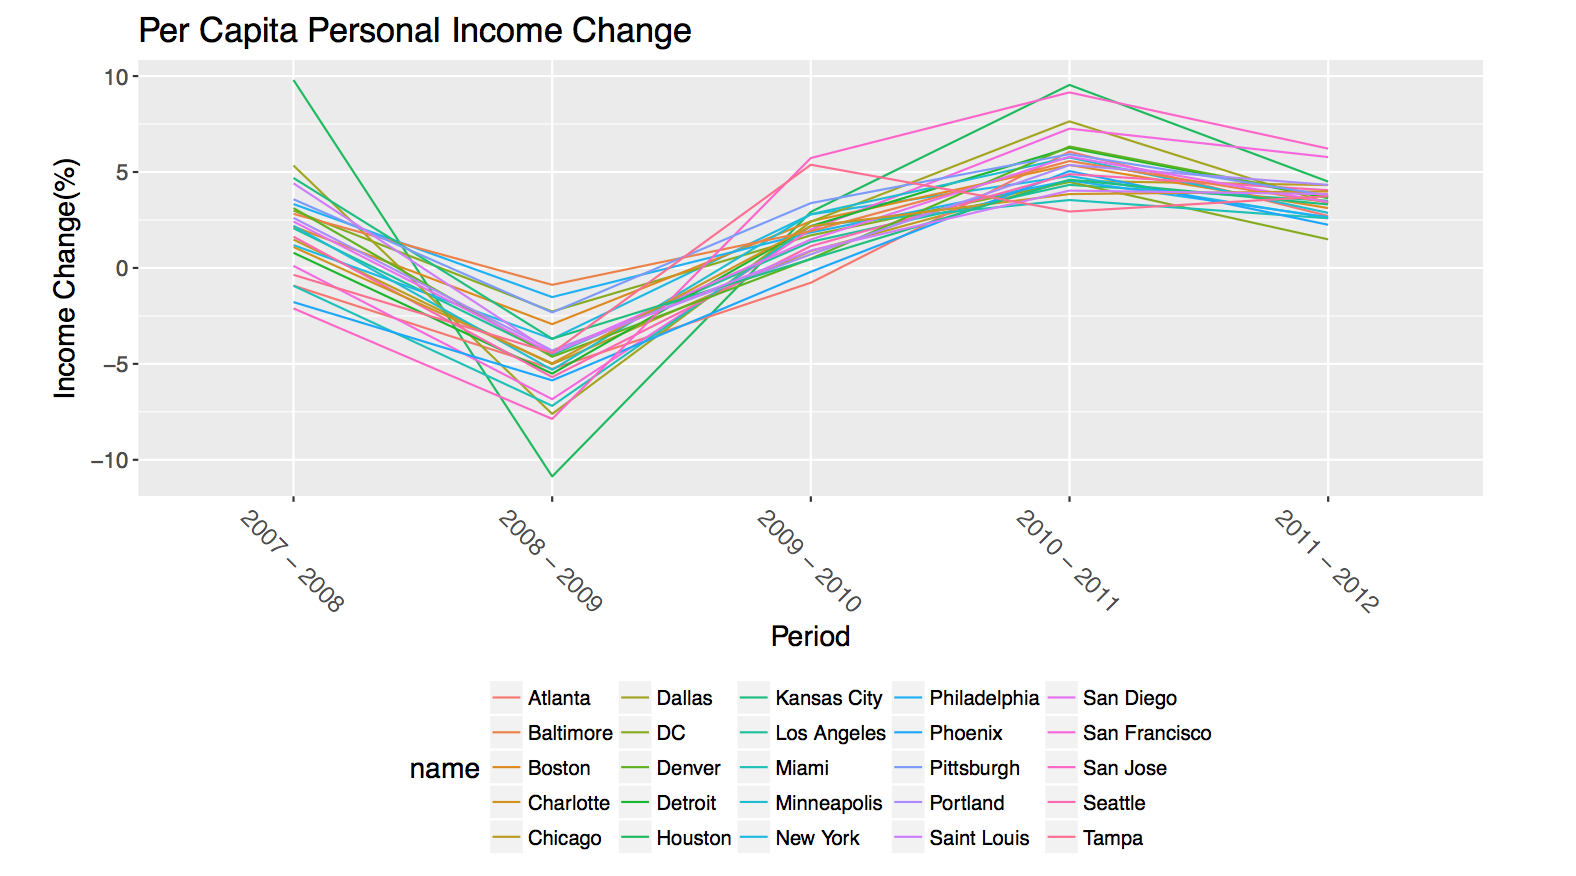 Per Capita Personal Income Change
Income Change(%)
10
5
0
−5
−10
2007 − 2008
2008 − 2009
2009 − 2010
2010 − 2011
2011 − 2012
Period
name
Atlanta Dallas Kansas City Philadelphia San Diego
Baltimore DC Los Angeles Phoenix San Francisco
Boston Denver Miami Pittsburgh San Jose
Charlotte Detroit Minneapolis Portland Seattle
Chicago Houston New York Saint Louis Tampa